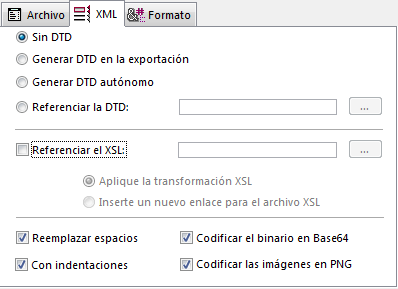 Archivo XML Formato
Sin DTD
Generar DTD en la exportación
Generar DTD autónomo
Referenciar la DTD: ...
Referenciar el XSL: ...
Aplique la transformación XSL
Inserte un nuevo enlace para el archivo XSL
Reemplazar espacios Codificar el binario en Base64
Con indentaciones Codificar las imágenes en PNG